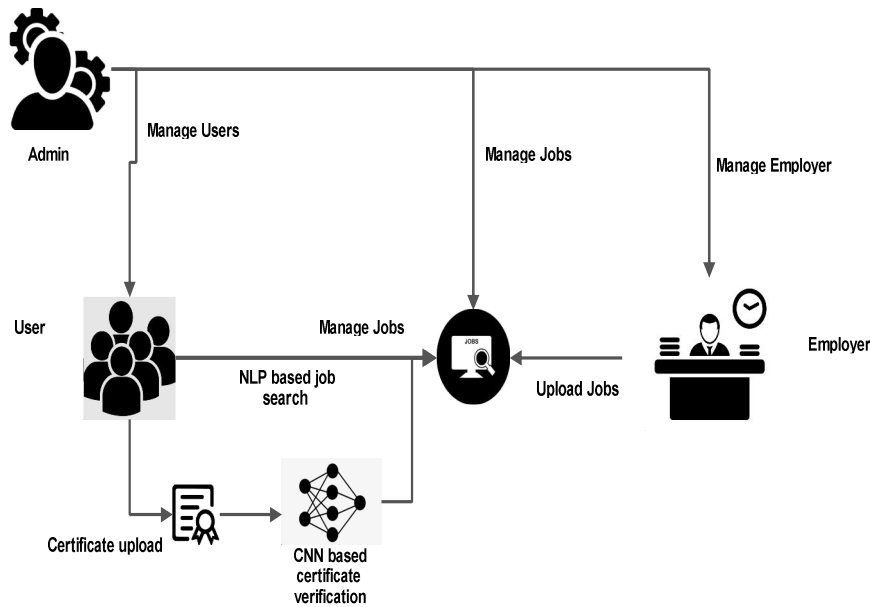 Manage Users
Admin
Manage Jobs
Manage Employer
User
Manage Jobs
JOBS
Employer
NLP based job
search
Upload Jobs
Certificate upload
CNN based
certificate
verification